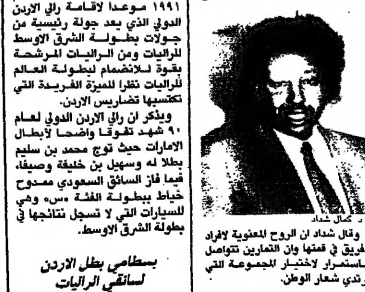 ١٩٩١ موعدا لاقامة رالي الاردن
الدولي الذي يعد جولة رئيسية من
جولات بطولة الشرق الاوسط
للراليات ومن الراليات المرشحة
بقوة للانضمام لبطولة العالم
للراليات نظرا للميزة الفريدة التي
اكتسبها تضاريس الاردن.
ويذكر ان رالي الاردن الدولي لعام
٩٠ شهد تفوقا واضحا لابطال
الامارات حيث توج محمد بن سليم
بطلا له وسهيل بن خليفة وصيفا،
فيما فاز السائق السعودي ممدوح
خياط ببطولة الفئة «س» وهي
للسيارات التي لا تسجل نتائجها في
بطولة الشرق الاوسط.
بسطامي بطل الاردن
لسائقي الراليات
د. كمال شداد
وقال شداد ان الروح المعنوية لافراد
فريق في قمتها وان التمارين تتواصل
باستمرار لاختيار المجموعة التي
رتدي شعار الوطن.